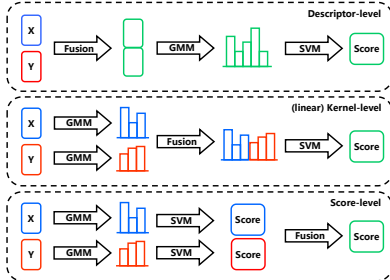 Descriptor-level
X
Y
Fusion
GMM
SVM
Score
(linear) Kernel-level
X
Y
GMM
GMM
Fusion
SVM
Score
Score-level
X
Y
GMM
GMM
SVM
SVM
Score
Score
Fusion
Score